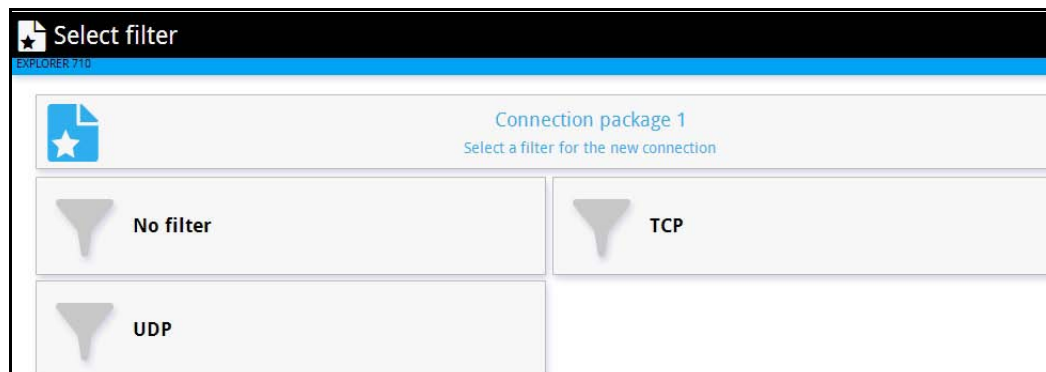 Select filter
EXPLORER 710
Connection package 1
Select a filter for the new connection
No filter
TCP
UDP